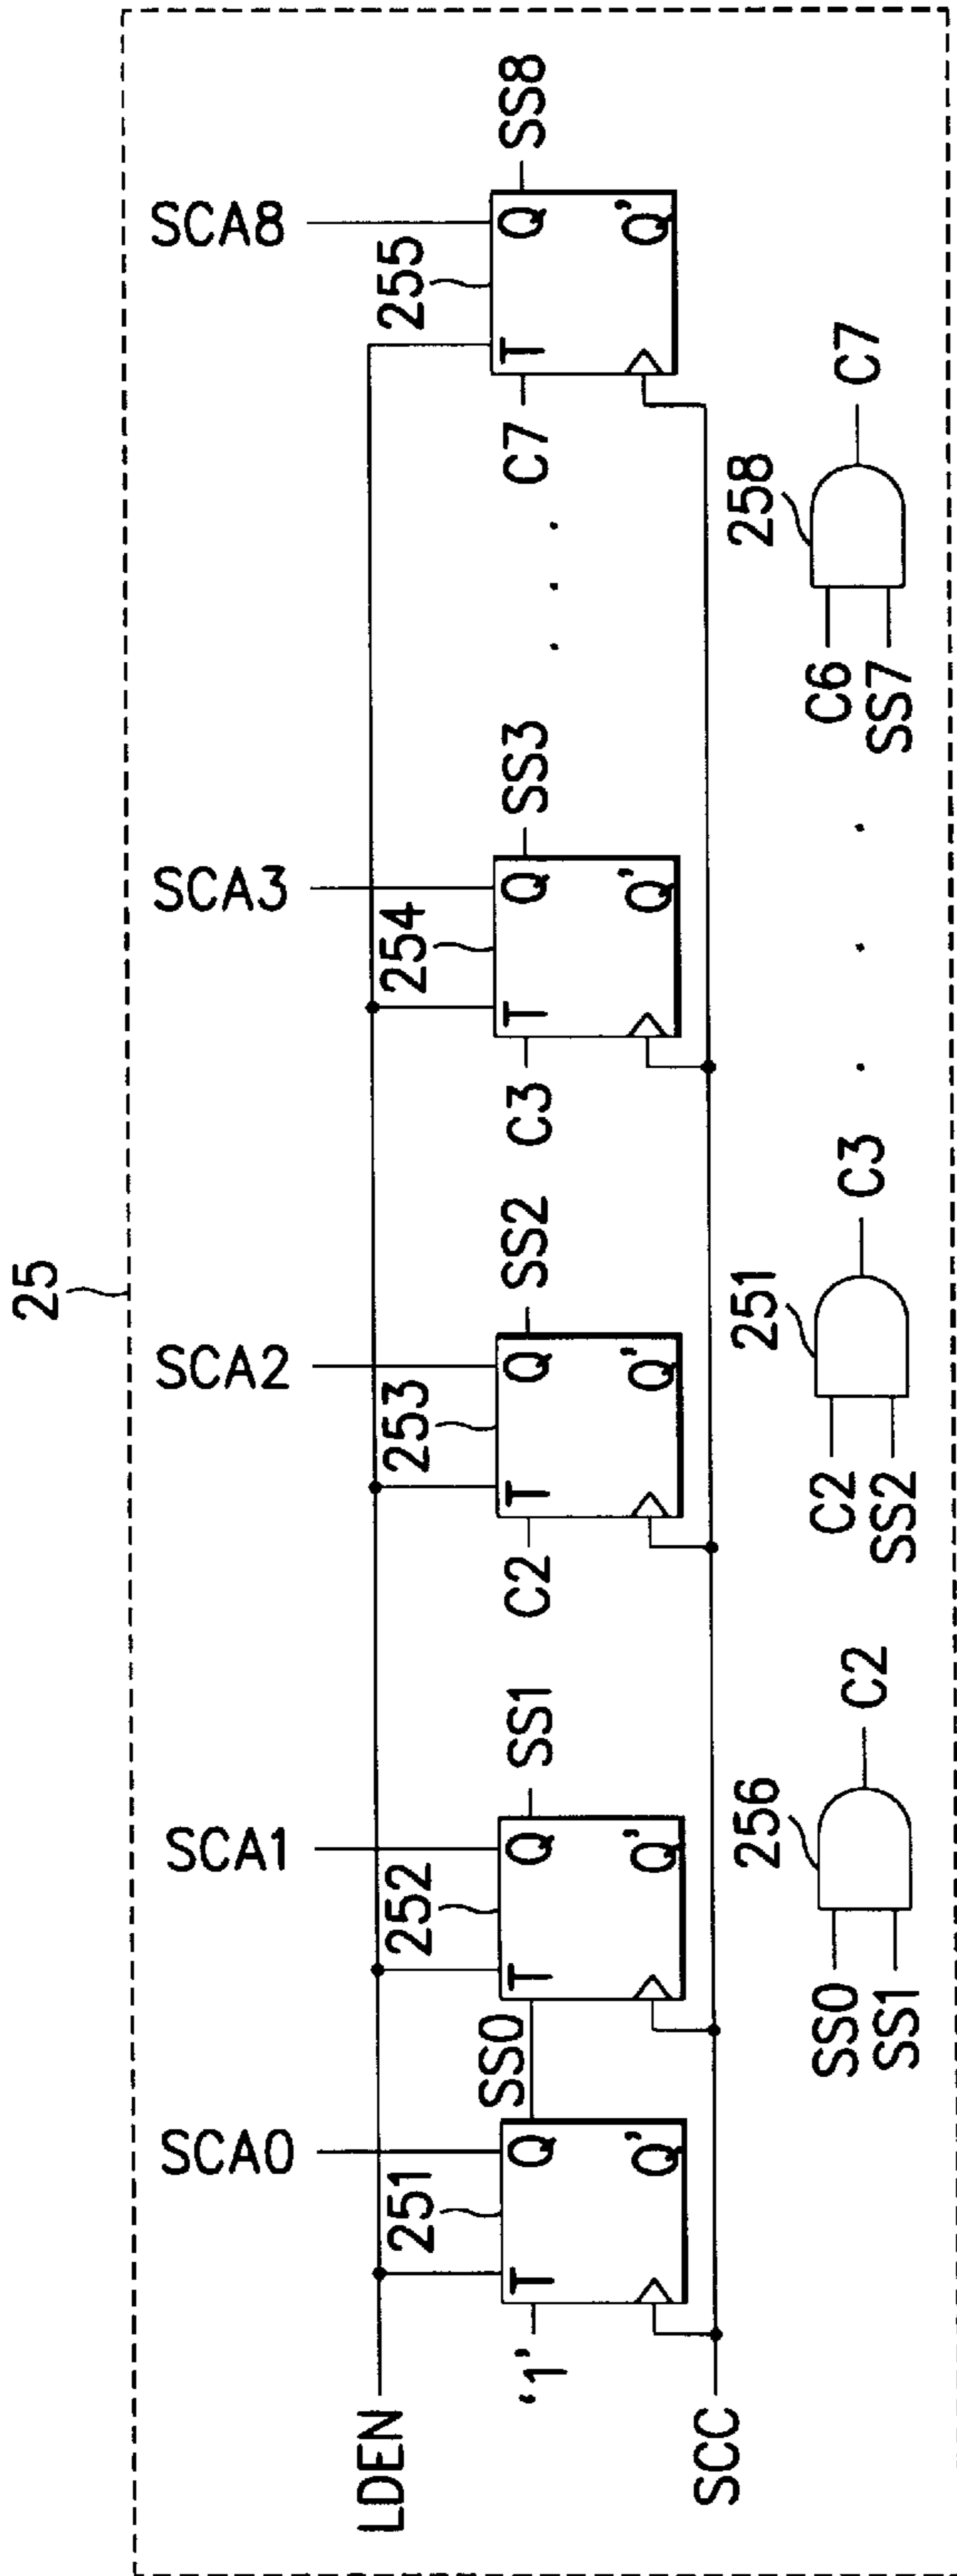 25
SCA0 SCA1 SCA2 SCA3 SCA8
LDEN
251 252 253 254 255
'1' T Q SS0 T Q SS1 C2 T Q SS2 C3 T Q SS3 . . . C7 T Q SS8
Q' Q' Q' Q' Q'
SCC
256 251 258
SS0 SS1 C2 C2 SS2 C3 . . . C6 SS7 C7